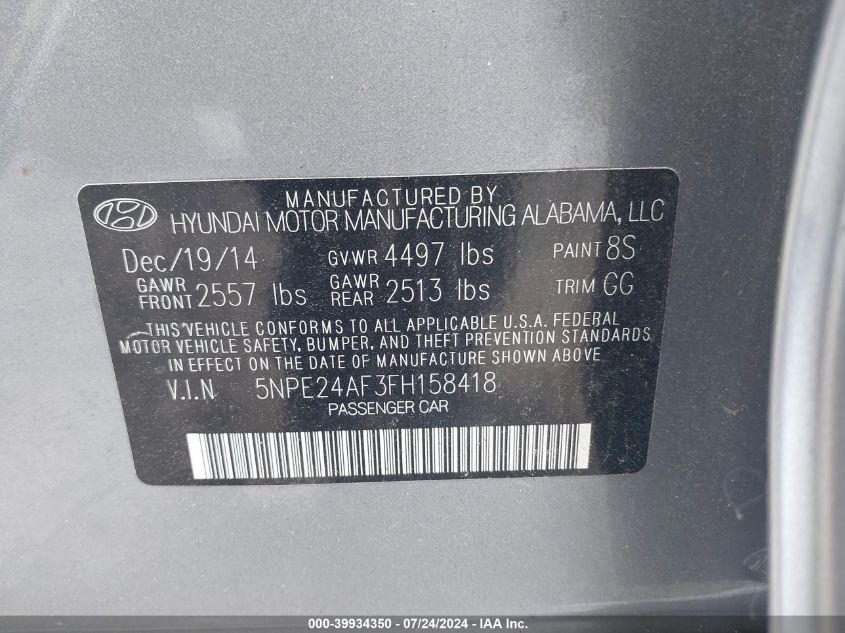 MANUFACTURED BY
HYUNDAI MOTOR MANUFACTURING ALABAMA, LLC
Dec/19/14 GVWR 4497 lbs PAINT 8S
GAWR FRONT 2557 lbs GAWR REAR 2513 lbs TRIM GG
THIS VEHICLE CONFORMS TO ALL APPLICABLE U.S.A. FEDERAL
MOTOR VEHICLE SAFETY, BUMPER, AND THEFT PREVENTION STANDARDS
IN EFFECT ON THE DATE OF MANUFACTURE SHOWN ABOVE
V.I.N 5NPE24AF3FH158418
PASSENGER CAR
000-39934350 - 07/24/2024 - IAA Inc.